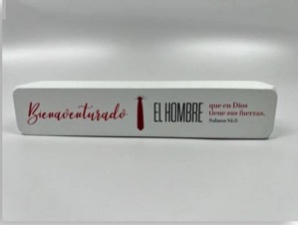 Bienaventurado EL HOMBRE
que en Dios
tiene sus fuerzas.
Salmos 84:5